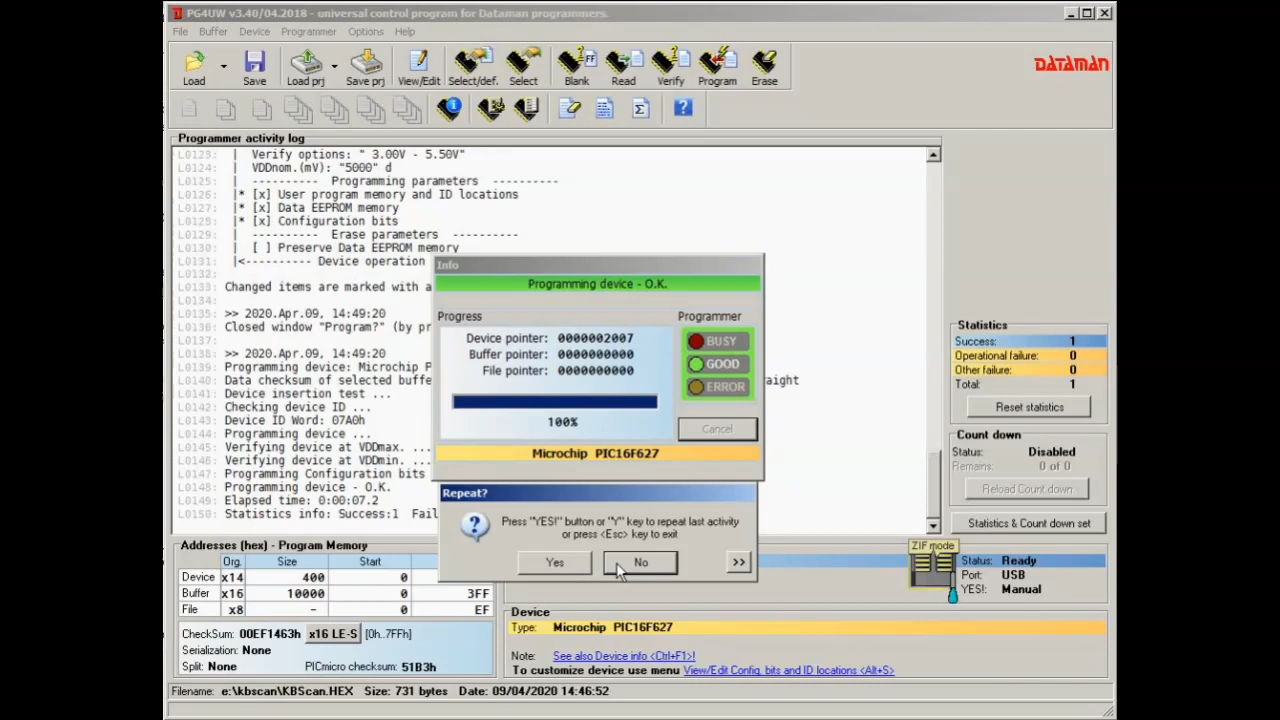 PG4UW v3.40/04.2018 - universal control program for Dataman programmers.
File Buffer Device Programmer Options Help
Load Save Load prj Save prj View/Edit Select/def. Select Blank Read Verify Program Erase
DATAMAN
Programmer activity log
L0123: | Verify options: " 3.00V - 5.50V"
L0124: | VDDnom.(mV): "5000" d
L0125: | ---------- Programming parameters ----------
L0126: |* [x] User program memory and ID locations
L0127: |* [x] Data EEPROM memory
L0128: |* [x] Configuration bits
L0129: | ---------- Erase parameters ----------
L0130: | [ ] Preserve Data EEPROM memory
L0131: |<---------- Device operation
L0132:
L0133: Changed items are marked with a
L0134:
L0135: >> 2020.Apr.09, 14:49:20
L0136: Closed window "Program?" (by pr
L0137:
L0138: >> 2020.Apr.09, 14:49:20
L0139: Programming device: Microchip P
L0140: Data checksum of selected buffe
aight
L0141: Device insertion test ...
L0142: Checking device ID ...
L0143: Device ID Word: 07A0h
L0144: Programming device ...
L0145: Verifying device at VDDmax. ...
L0146: Verifying device at VDDmin. ...
L0147: Programming Configuration bits
L0148: Programming device - O.K.
L0149: Elapsed time: 0:00:07.2
L0150: Statistics info: Success:1 Fai
Info
Programming device - O.K.
Progress
Programmer
Device pointer: 0000002007
Buffer pointer: 0000000000
File pointer: 0000000000
100%
BUSY
GOOD
ERROR
Cancel
Microchip PIC16F627
Repeat?
Press "YES!" button or "Y" key to repeat last activity
or press <Esc> key to exit
Yes
No
>>
Statistics
Success: 1
Operational failure: 0
Other failure: 0
Total: 1
Reset statistics
Count down
Status: Disabled
Remains: 0 of 0
Reload Count down
Statistics & Count down set
Addresses (hex) - Program Memory
Org. Size Start
Device x14 400 0
Buffer x16 10000 0 3FF
File x8 - 0 EF
CheckSum: 00EF1463h x16 LE-S [0h..7FFh]
Serialization: None
Split: None PICmicro checksum: 51B3h
ZIF mode
Status: Ready
Port: USB
YES!: Manual
Device
Type: Microchip PIC16F627
Note: See also Device info <Ctrl+F1>!
To customize device use menu View/Edit Config. bits and ID locations <Alt+S>
Filename: e:\kbscan\KBScan.HEX Size: 731 bytes Date: 09/04/2020 14:46:52